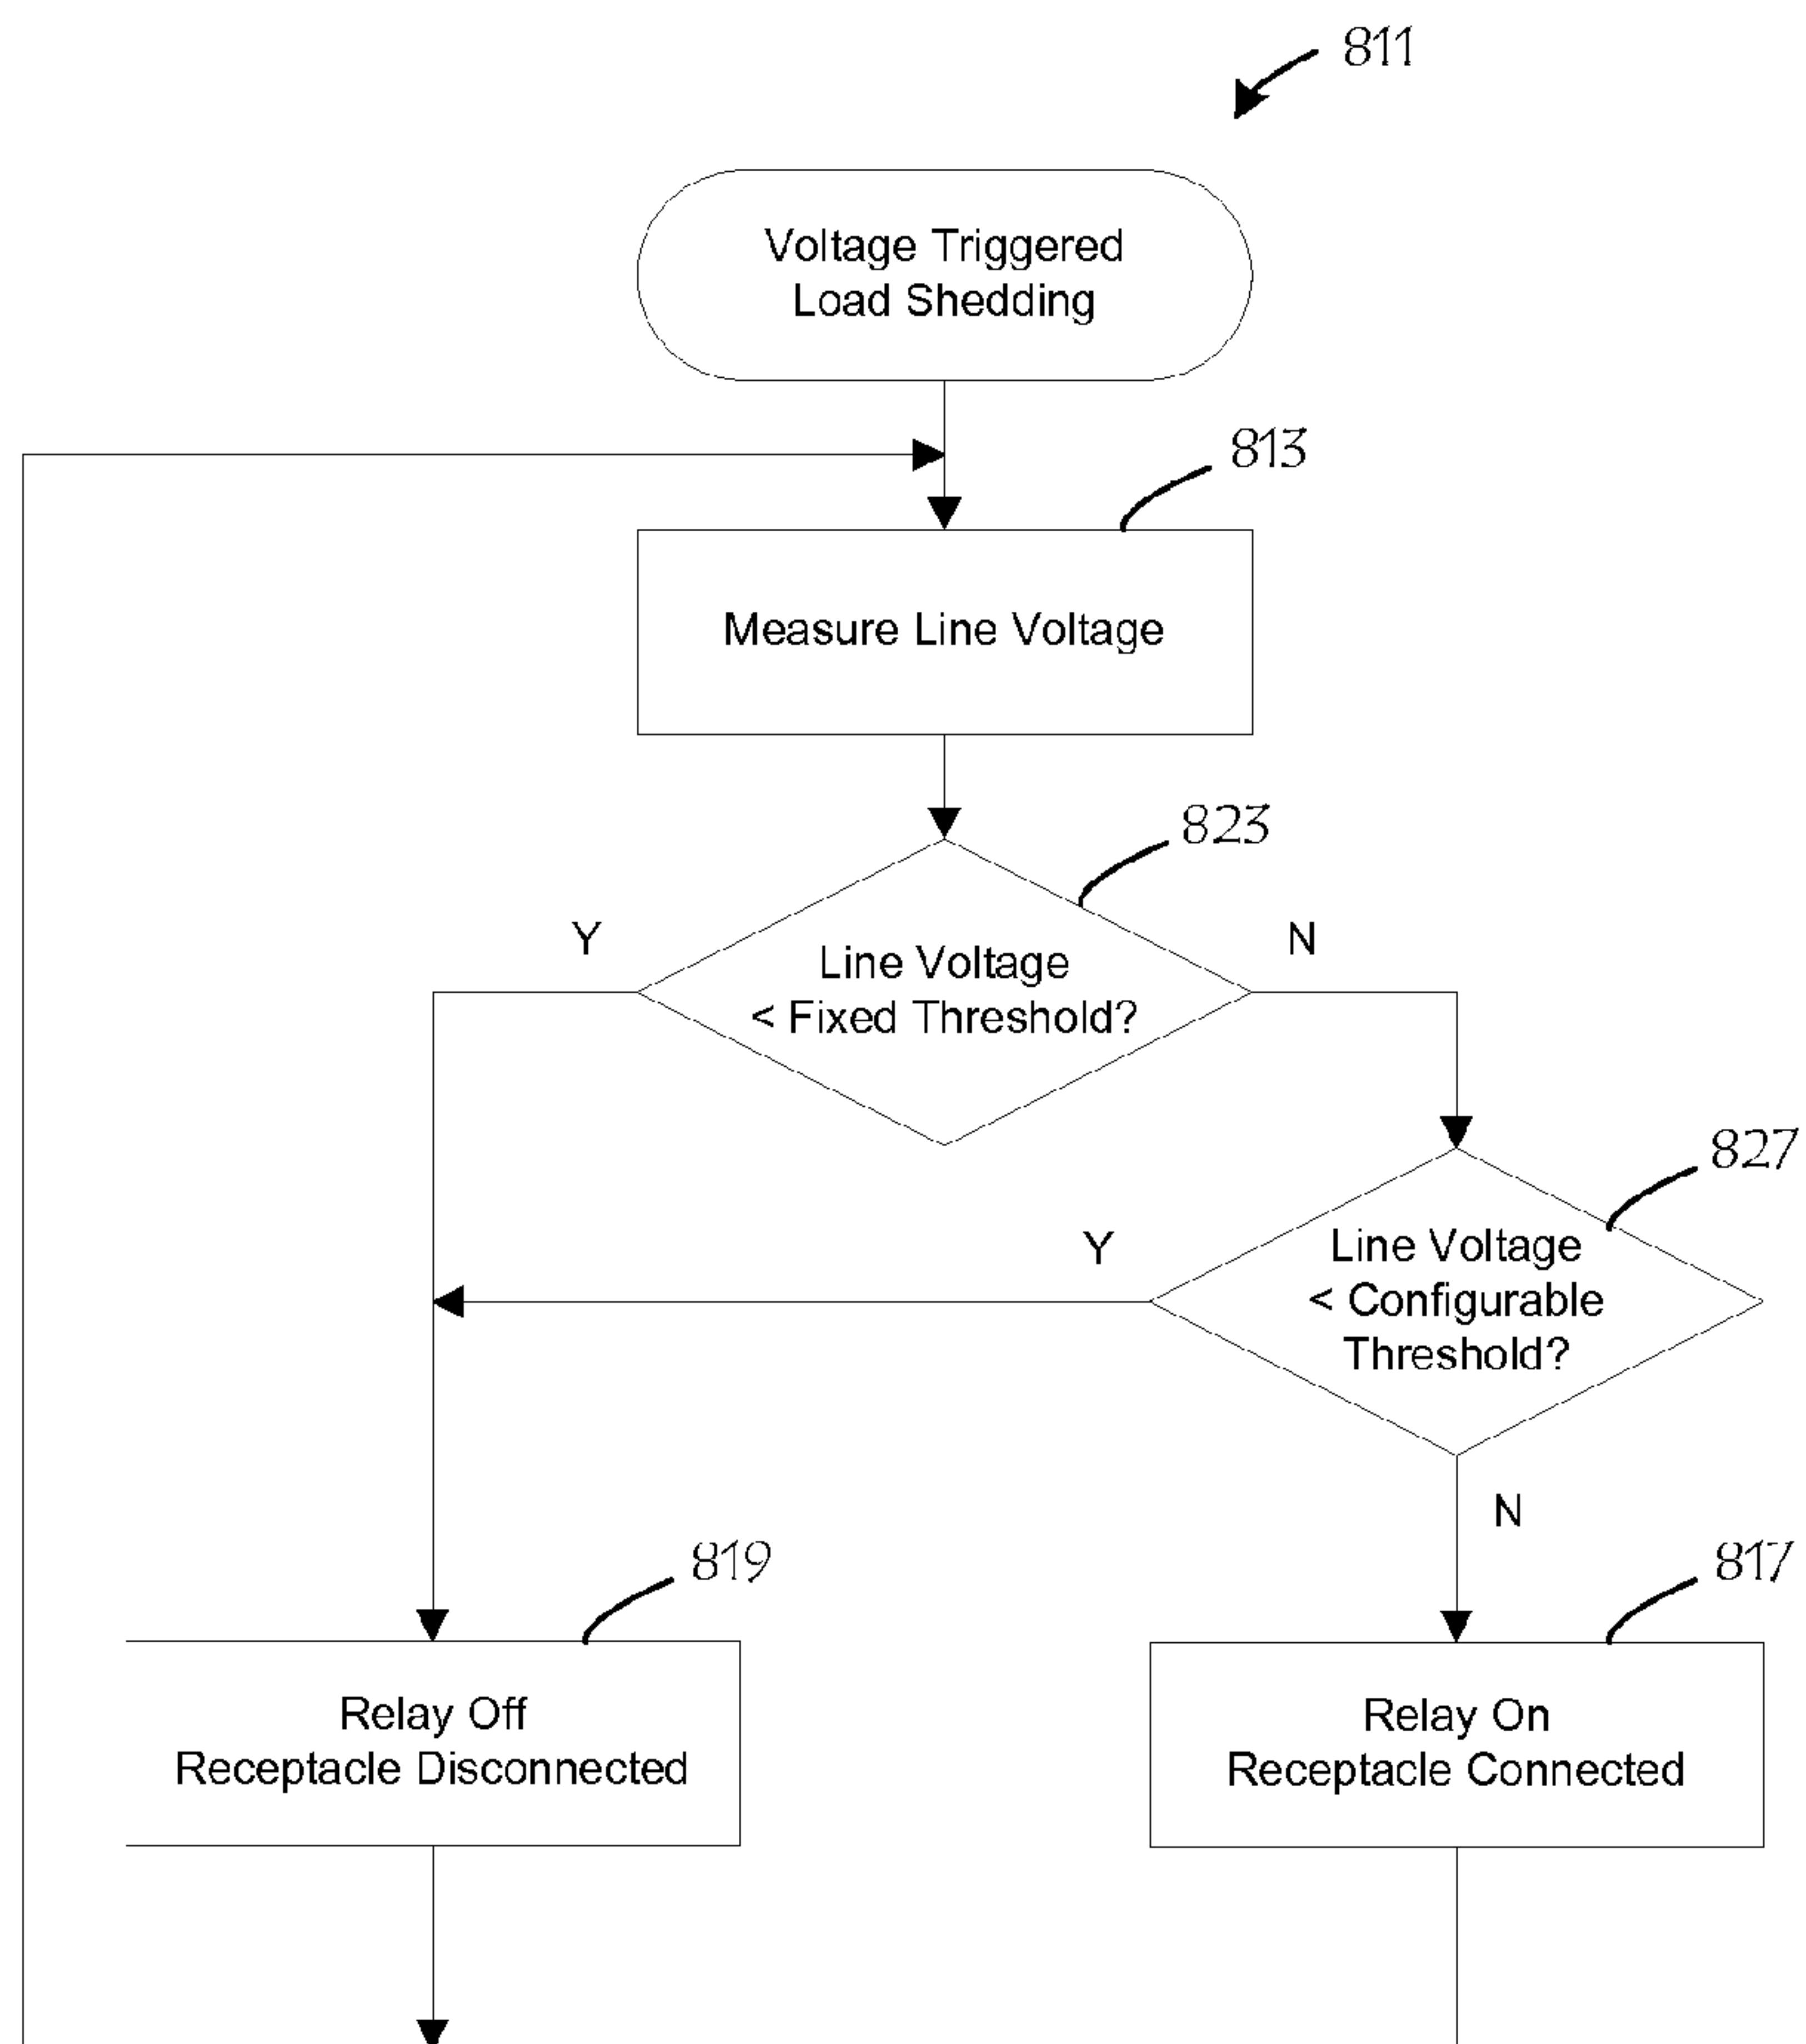 811
Voltage Triggered
Load Shedding
813
Measure Line Voltage
823
Y
N
Line Voltage
< Fixed Threshold?
827
Y
Line Voltage
< Configurable
Threshold?
N
819
817
Relay Off
Receptacle Disconnected
Relay On
Receptacle Connected